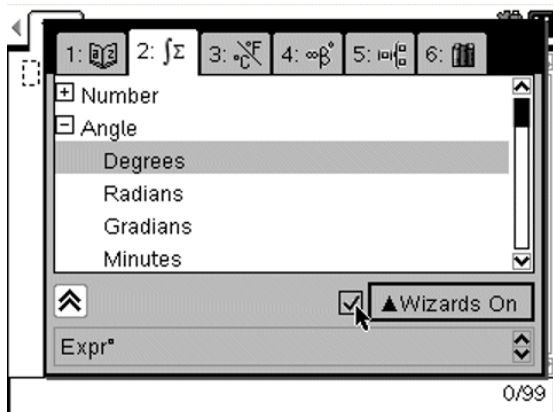 1: 2: ∫Σ 3: °C°F 4: ∞β° 5: 6:
Number
Angle
Degrees
Radians
Gradians
Minutes
▲Wizards On
Expr°
0/99